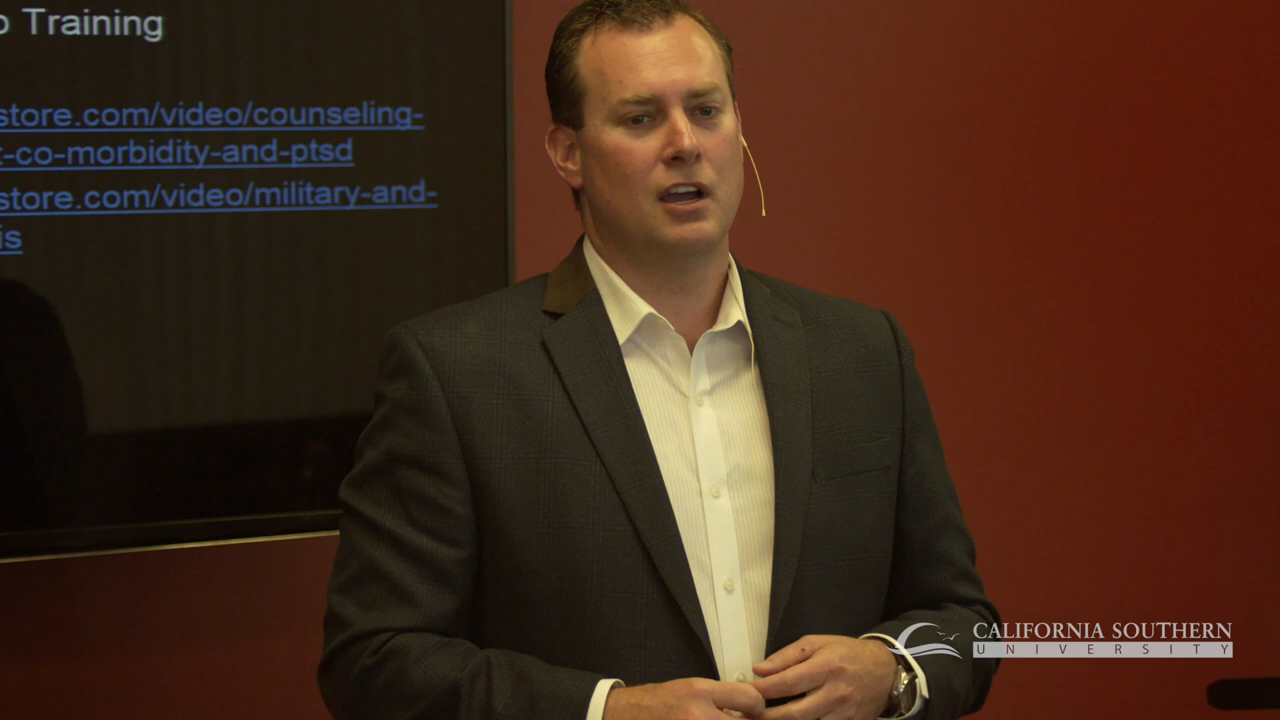 Training
store.com/video/counseling-
-co-morbidity-and-ptsd
store.com/video/military-and-
is
CALIFORNIA SOUTHERN
UNIVERSITY